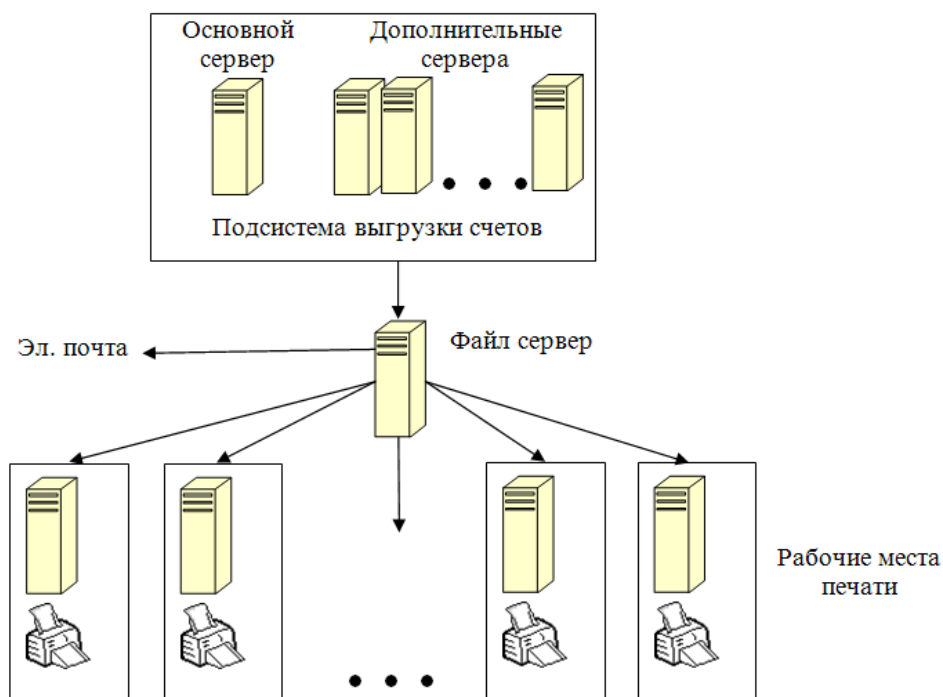 Основной
сервер
Дополнительные
сервера
Подсистема выгрузки счетов
Эл. почта
Файл сервер
Рабочие места
печати